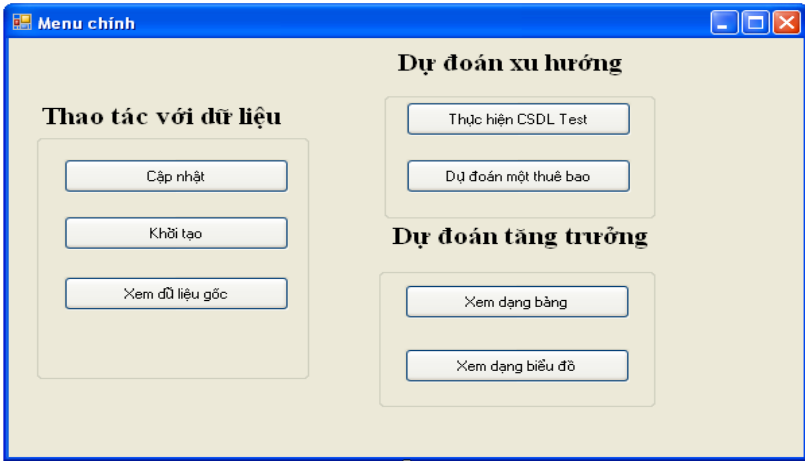 Menu chính
Thao tác với dữ liệu
Cập nhật
Khởi tạo
Xem dữ liệu gốc
Dự đoán xu hướng
Thực hiện CSDL Test
Dự đoán một thuê bao
Dự đoán tăng trưởng
Xem dạng bảng
Xem dạng biểu đồ